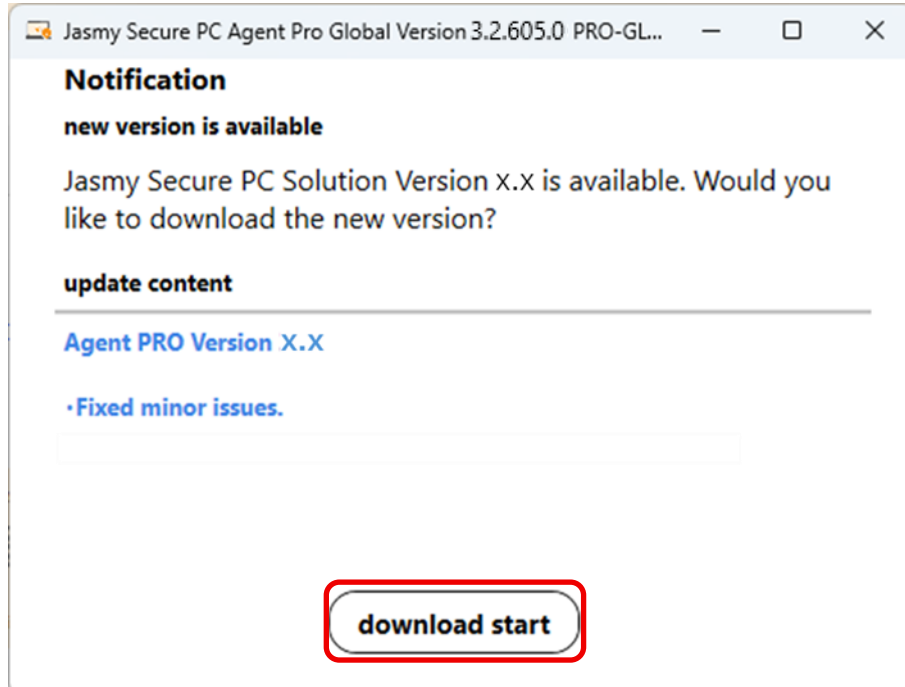 Jasmy Secure PC Agent Pro Global Version 3.2.605.0 PRO-GL...
Notification
new version is available
Jasmy Secure PC Solution Version X.X is available. Would you
like to download the new version?
update content
Agent PRO Version X.X
・Fixed minor issues.
download start